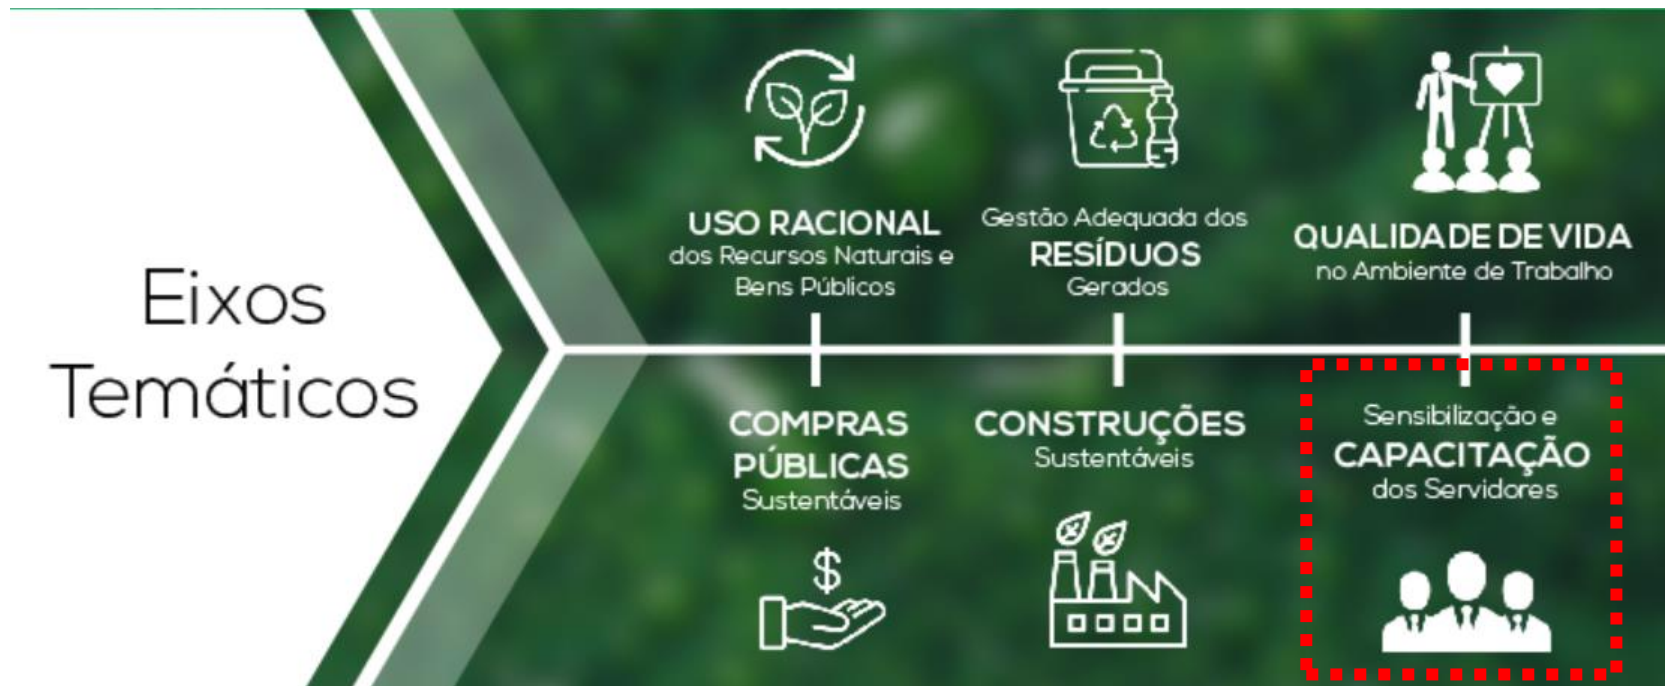 Eixos
Temáticos
USO RACIONAL
dos Recursos Naturais e
Bens Públicos
Gestão Adequada dos
RESÍDUOS
Gerados
QUALIDADE DE VIDA
no Ambiente de Trabalho
COMPRAS
PÚBLICAS
Sustentáveis
$
CONSTRUÇÕES
Sustentáveis
Sensibilização e
CAPACITAÇÃO
dos Servidores